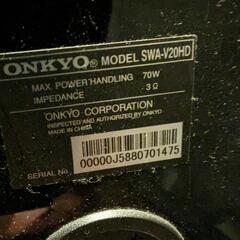 ONKYO® MODEL SWA-V20HD
MAX. POWER HANDLING 70W
IMPEDANCE 3Ω
ONKYO CORPORATION
INSPECTED AND AUTHORIZED BY ONKYO
MADE IN CHINA
SERIAL No.
00000J5880701475